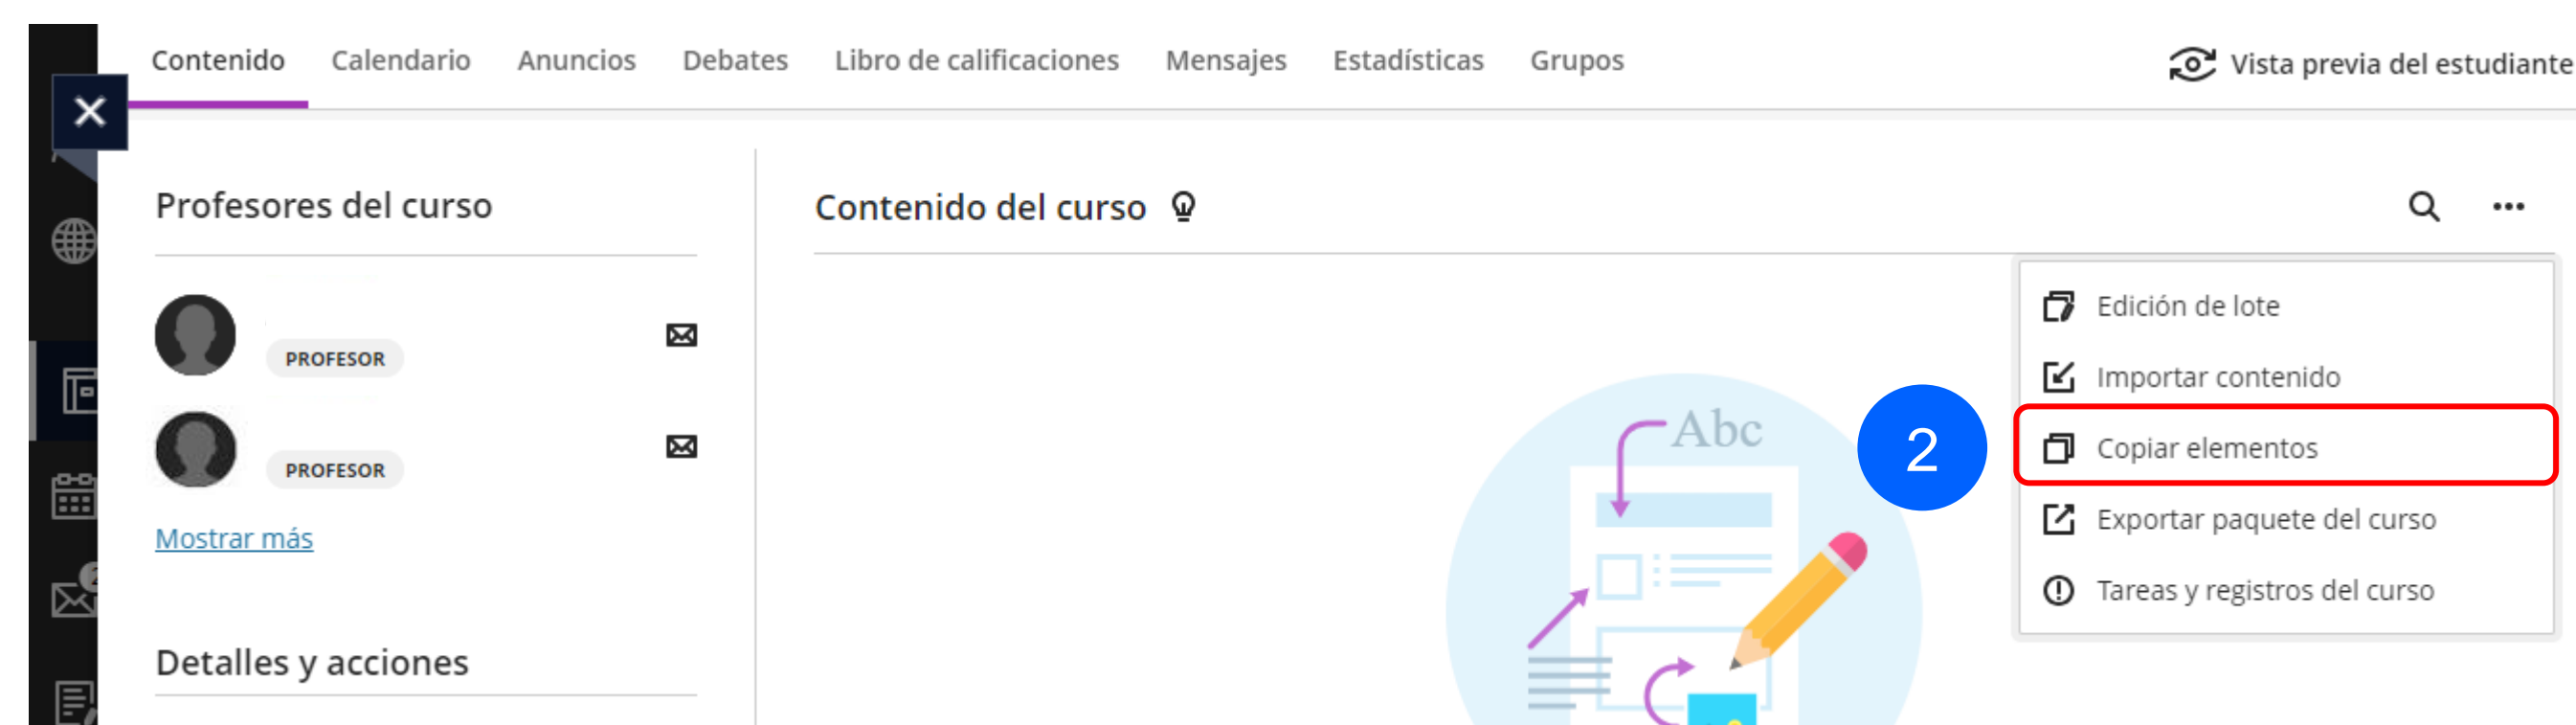 Contenido Calendario Anuncios Debates Libro de calificaciones Mensajes Estadísticas Grupos Vista previa del estudiante
Profesores del curso
PROFESOR
PROFESOR
Mostrar más
Detalles y acciones
Contenido del curso
Abc
2
Edición de lote
Importar contenido
Copiar elementos
Exportar paquete del curso
Tareas y registros del curso